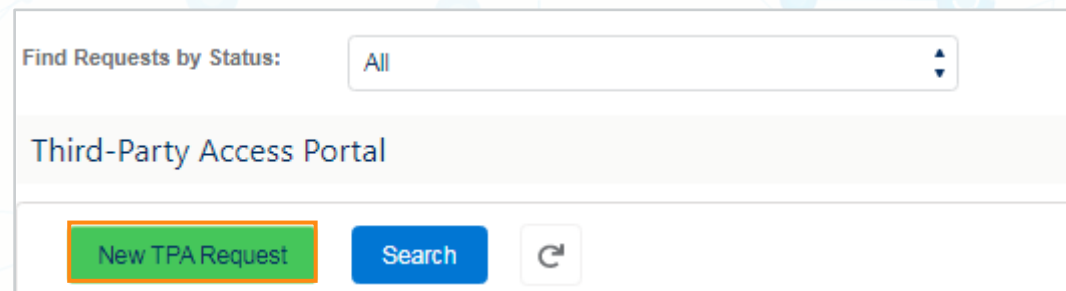 Find Requests by Status: All
Third-Party Access Portal
New TPA Request Search